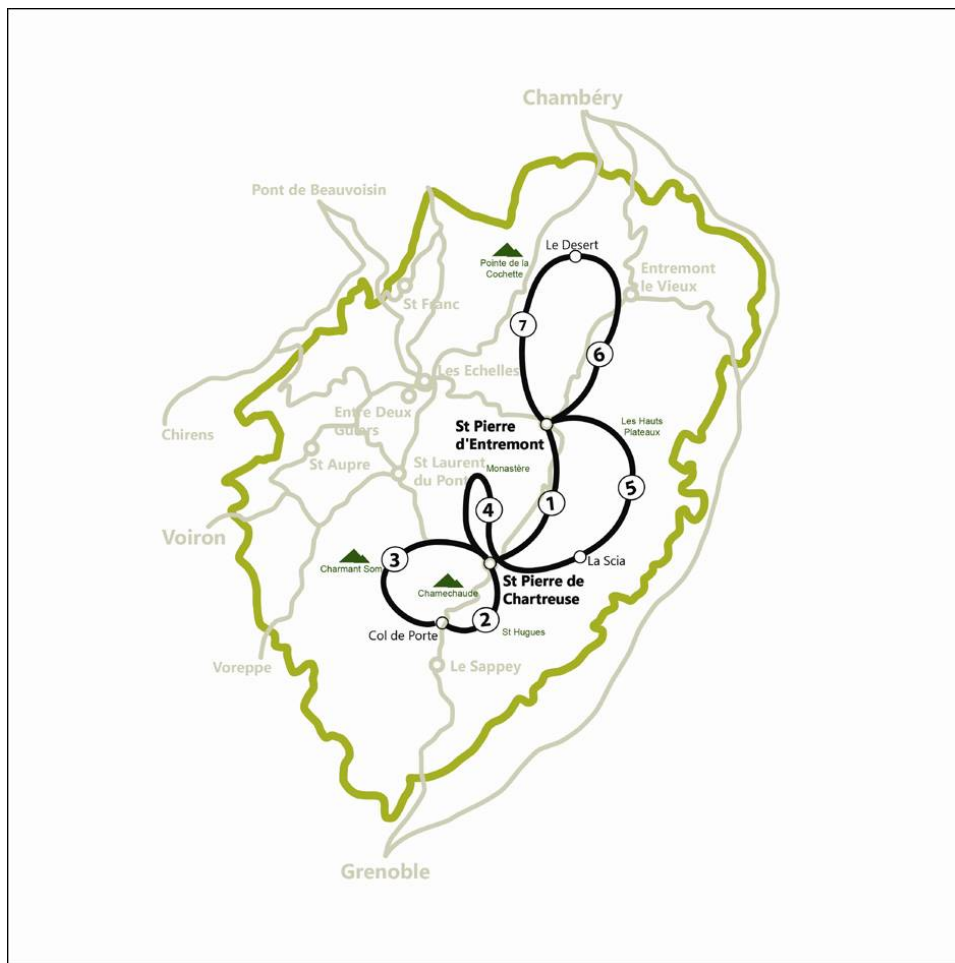 Chambéry
Pont de Beauvoisin
Le Desert
Pointe de la
Cochette
Entremont
le Vieux
St Franc
7
6
Les Echelles
Entre Deux
Guiers
Chirens
St Pierre
d'Entremont
Les Hauts
Plateaux
St Aupre
St Laurent
du Pont
Monastère
5
1
4
Voiron
3
La Scia
Charmant Som
Chamechaude
St Pierre de
Chartreuse
2
St Hugues
Col de Porte
Voreppe
Le Sappey
Grenoble